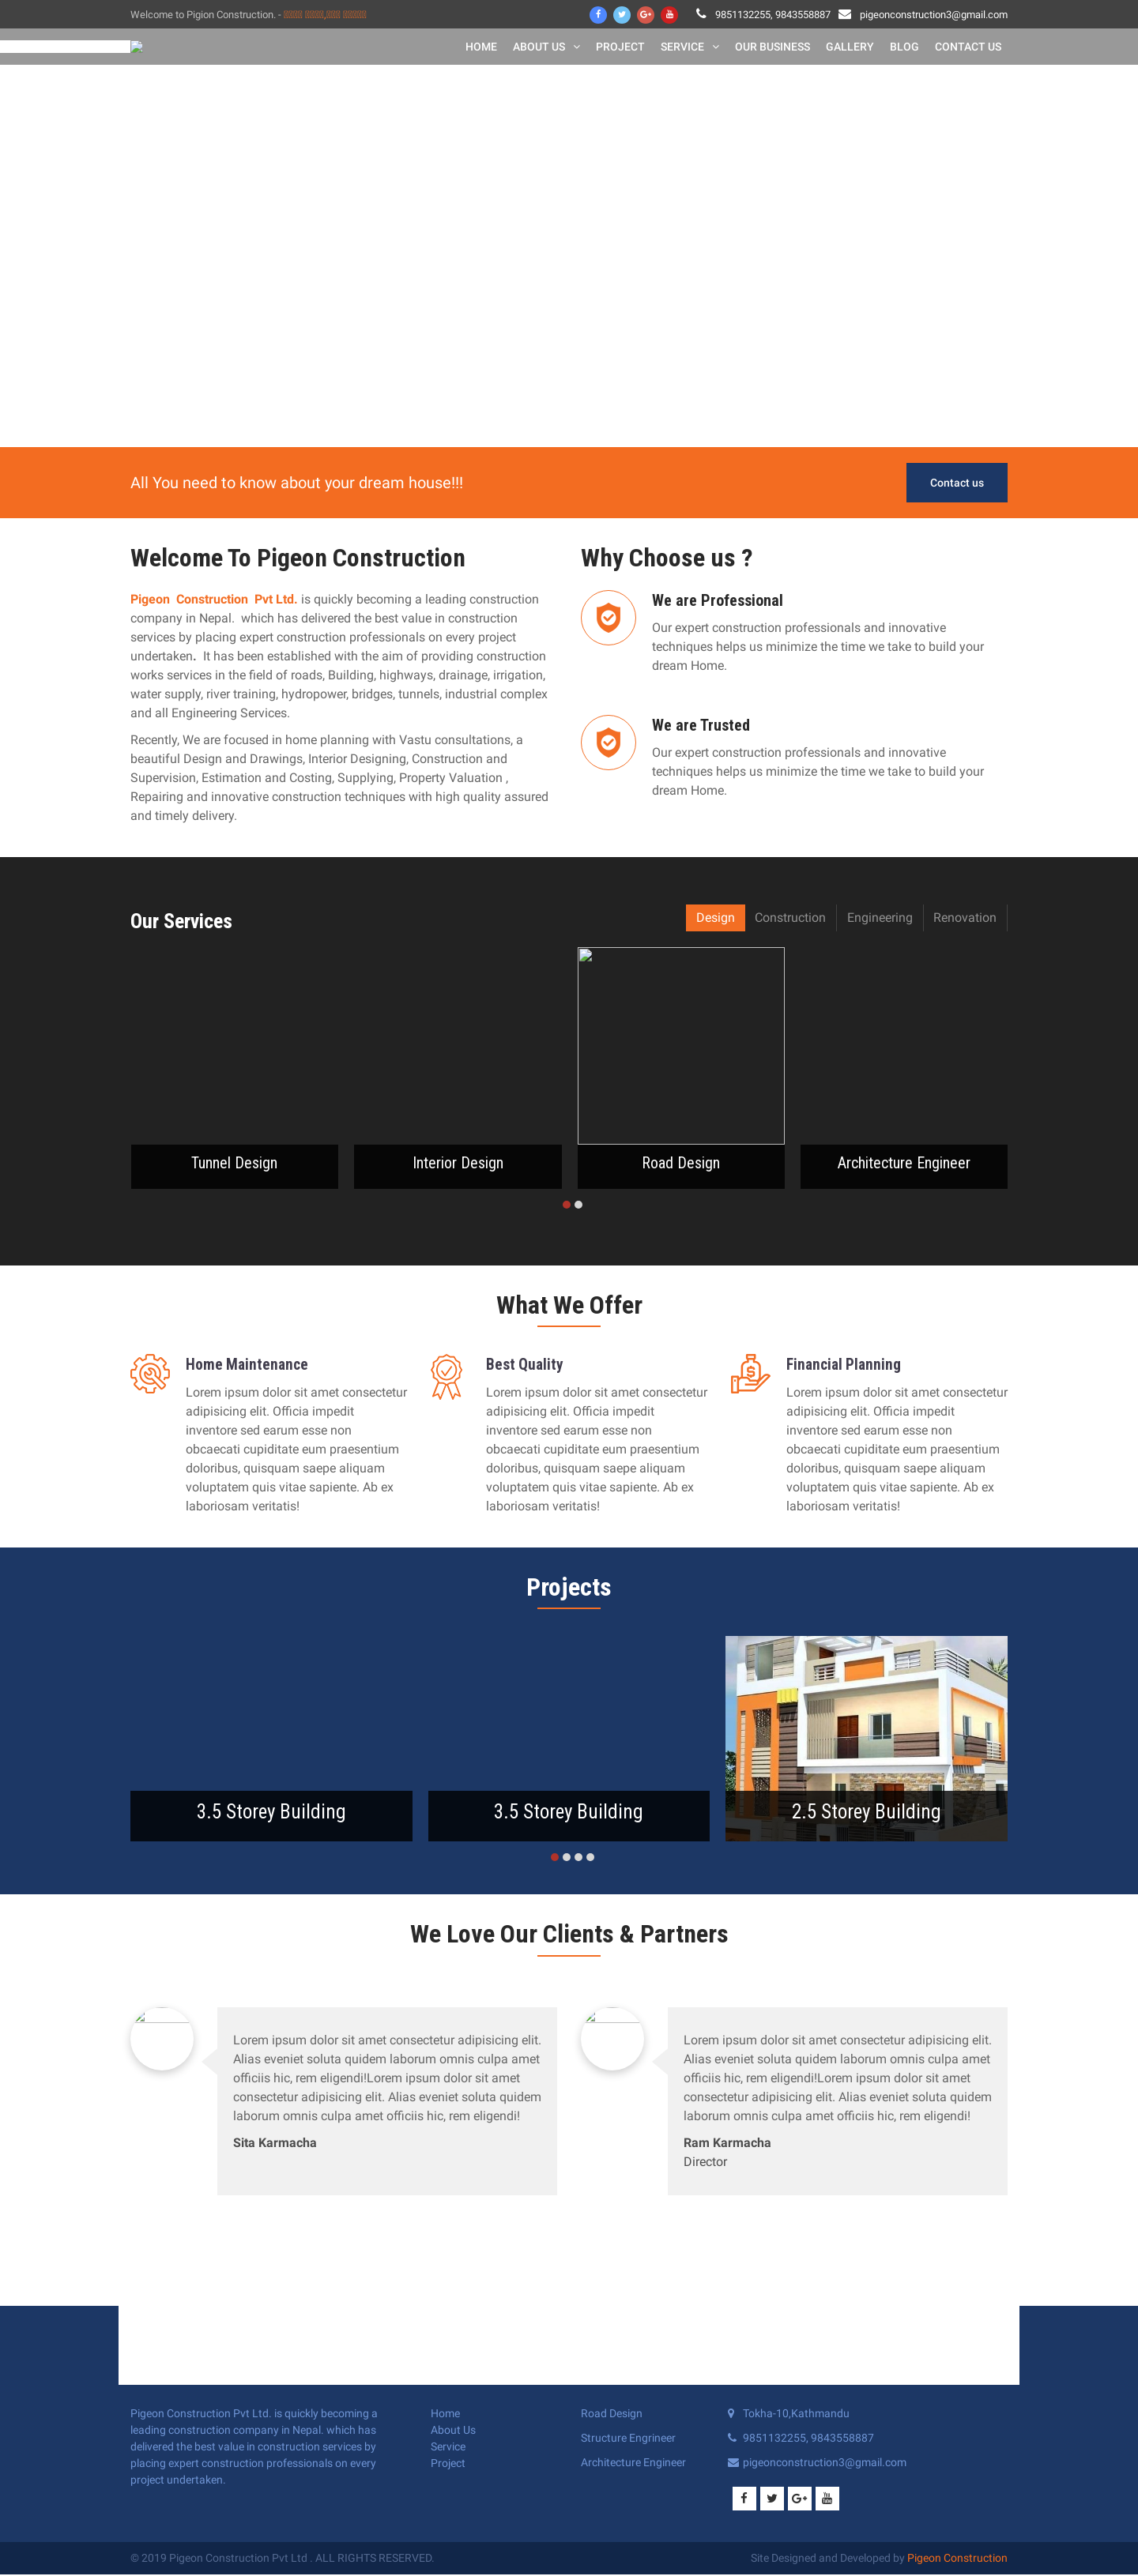 Welcome to Pigion Construction. -
9851132255, 9843558887 pigeonconstruction3@gmail.com
HOME ABOUT US PROJECT SERVICE OUR BUSINESS GALLERY BLOG CONTACT US
All You need to know about your dream house!!!
Contact us
Welcome To Pigeon Construction
Pigeon Construction Pvt Ltd. is quickly becoming a leading construction
company in Nepal. which has delivered the best value in construction
services by placing expert construction professionals on every project
undertaken. It has been established with the aim of providing construction
works services in the field of roads, Building, highways, drainage, irrigation,
water supply, river training, hydropower, bridges, tunnels, industrial complex
and all Engineering Services.
Recently, We are focused in home planning with Vastu consultations, a
beautiful Design and Drawings, Interior Designing, Construction and
Supervision, Estimation and Costing, Supplying, Property Valuation ,
Repairing and innovative construction techniques with high quality assured
and timely delivery.
Why Choose us ?
We are Professional
Our expert construction professionals and innovative
techniques helps us minimize the time we take to build your
dream Home.
We are Trusted
Our expert construction professionals and innovative
techniques helps us minimize the time we take to build your
dream Home.
Our Services
Design Construction Engineering Renovation
Tunnel Design
Interior Design
Road Design
Architecture Engineer
What We Offer
Home Maintenance
Lorem ipsum dolor sit amet consectetur
adipisicing elit. Officia impedit
inventore sed earum esse non
obcaecati cupiditate eum praesentium
doloribus, quisquam saepe aliquam
voluptatem quis vitae sapiente. Ab ex
laboriosam veritatis!
Best Quality
Lorem ipsum dolor sit amet consectetur
adipisicing elit. Officia impedit
inventore sed earum esse non
obcaecati cupiditate eum praesentium
doloribus, quisquam saepe aliquam
voluptatem quis vitae sapiente. Ab ex
laboriosam veritatis!
Financial Planning
Lorem ipsum dolor sit amet consectetur
adipisicing elit. Officia impedit
inventore sed earum esse non
obcaecati cupiditate eum praesentium
doloribus, quisquam saepe aliquam
voluptatem quis vitae sapiente. Ab ex
laboriosam veritatis!
Projects
3.5 Storey Building
3.5 Storey Building
2.5 Storey Building
We Love Our Clients & Partners
Lorem ipsum dolor sit amet consectetur adipisicing elit.
Alias eveniet soluta quidem laborum omnis culpa amet
officiis hic, rem eligendi!Lorem ipsum dolor sit amet
consectetur adipisicing elit. Alias eveniet soluta quidem
laborum omnis culpa amet officiis hic, rem eligendi!
Sita Karmacha
Lorem ipsum dolor sit amet consectetur adipisicing elit.
Alias eveniet soluta quidem laborum omnis culpa amet
officiis hic, rem eligendi!Lorem ipsum dolor sit amet
consectetur adipisicing elit. Alias eveniet soluta quidem
laborum omnis culpa amet officiis hic, rem eligendi!
Ram Karmacha
Director
Pigeon Construction Pvt Ltd. is quickly becoming a
leading construction company in Nepal. which has
delivered the best value in construction services by
placing expert construction professionals on every
project undertaken.
Home
About Us
Service
Project
Road Design
Structure Engrineer
Architecture Engineer
Tokha-10,Kathmandu
9851132255, 9843558887
pigeonconstruction3@gmail.com
© 2019 Pigeon Construction Pvt Ltd . ALL RIGHTS RESERVED.
Site Designed and Developed by Pigeon Construction